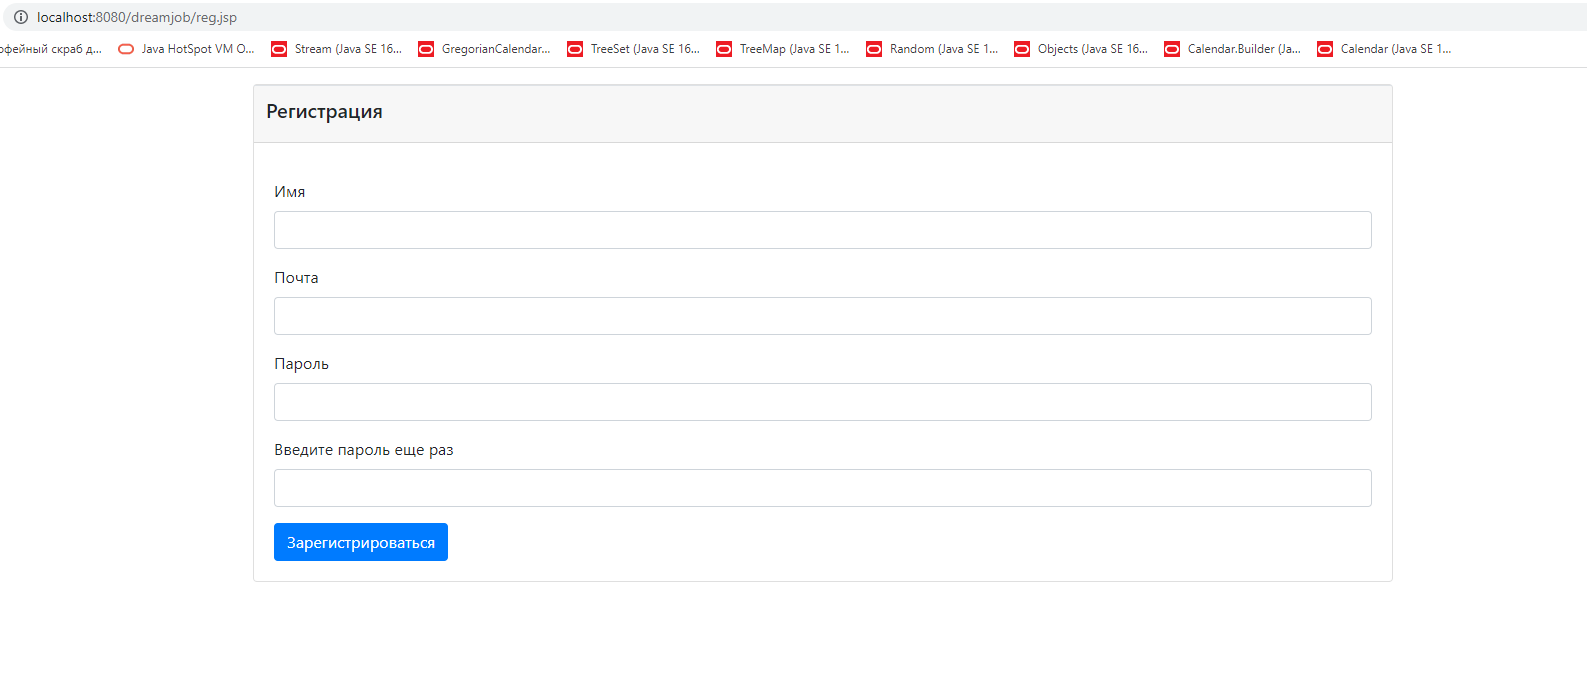 localhost:8080/dreamjob/reg.jsp
офейный скраб д... Java HotSpot VM O... Stream (Java SE 16... GregorianCalendar... TreeSet (Java SE 16... TreeMap (Java SE 1... Random (Java SE 1... Objects (Java SE 16... Calendar.Builder (Ja... Calendar (Java SE 1...
Регистрация
Имя
Почта
Пароль
Введите пароль еще раз
Зарегистрироваться